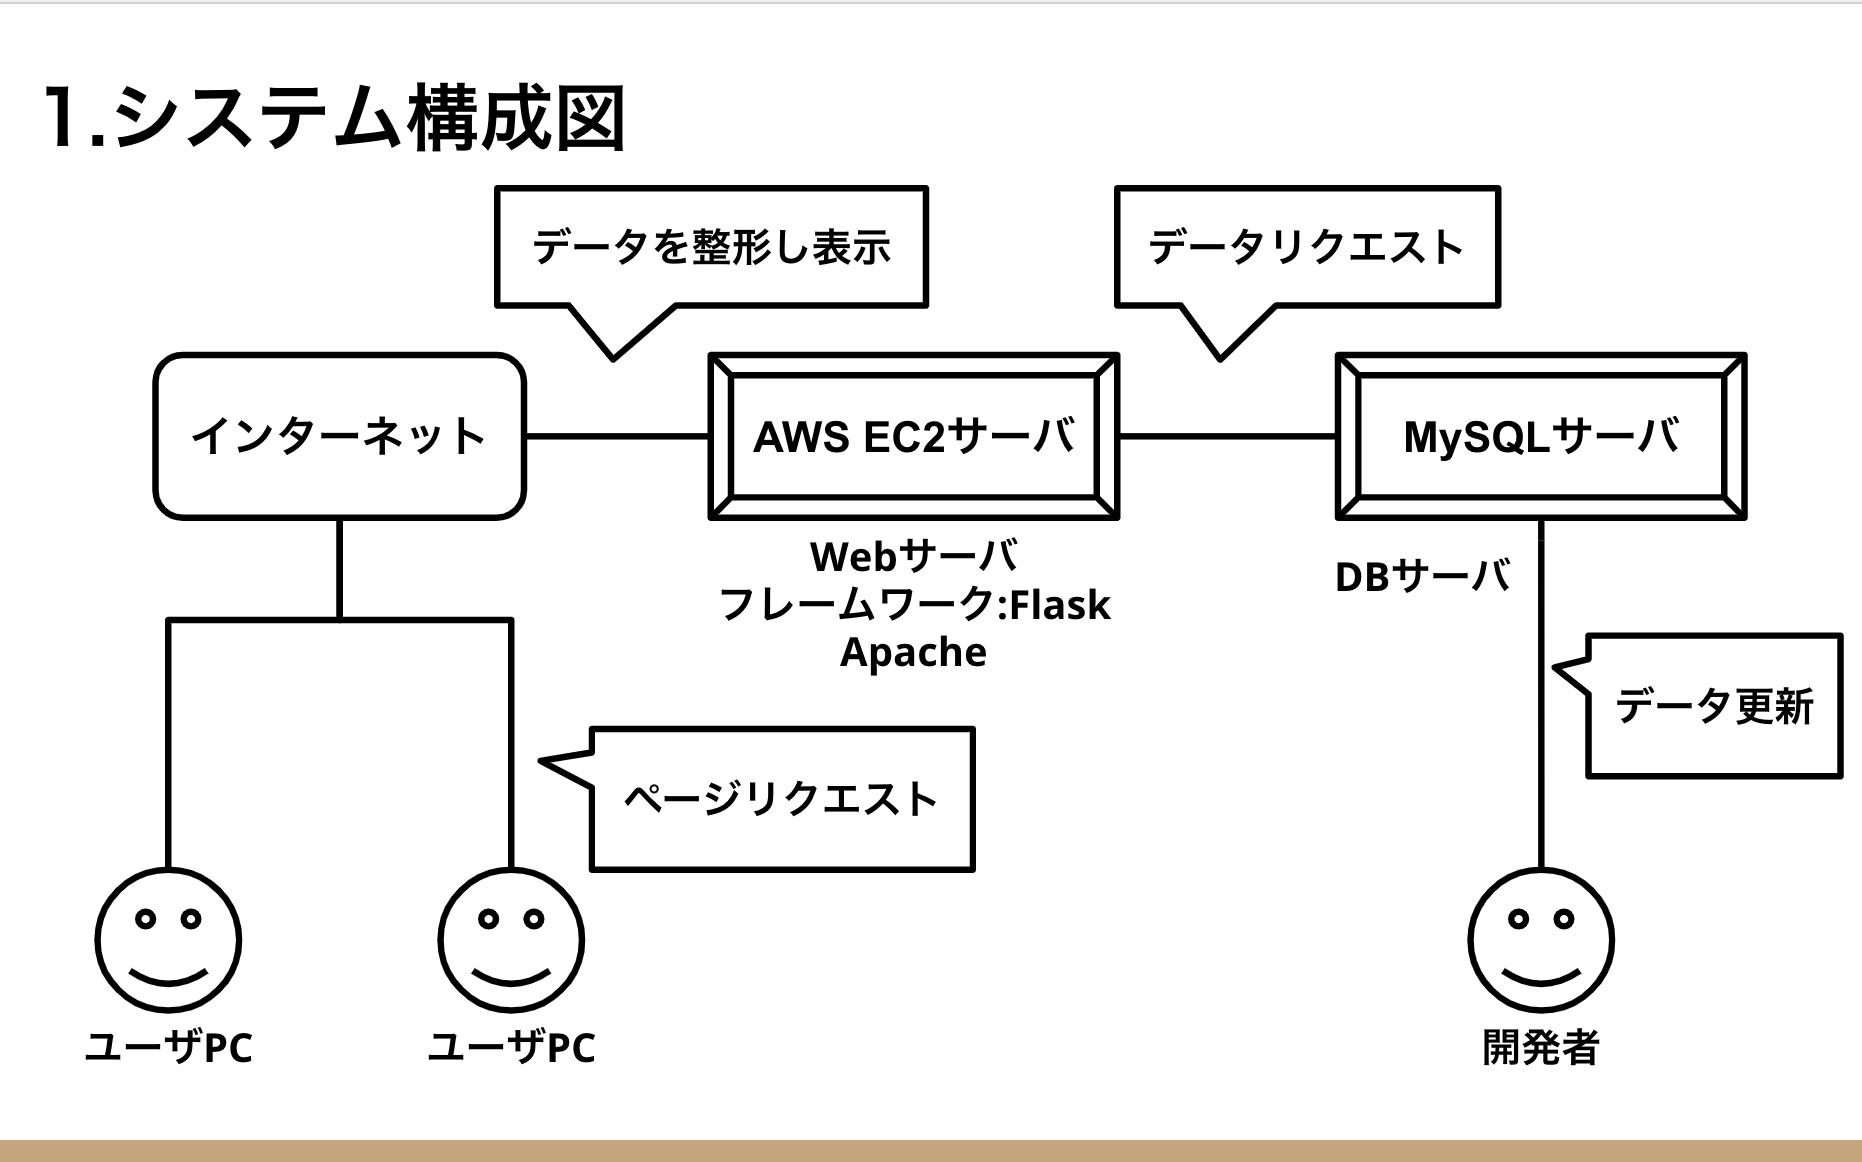 1.システム構成図
データを整形し表示
データリクエスト
インターネット
AWS EC2サーバ
MySQLサーバ
Webサーバ
フレームワーク:Flask
Apache
DBサーバ
データ更新
ページリクエスト
ユーザPC
ユーザPC
開発者